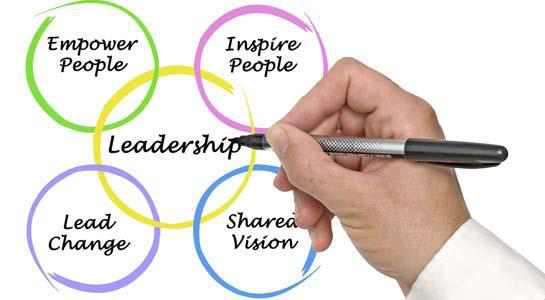 Empower
People
Inspire
People
Leadership
Lead
Change
Shared
Vision